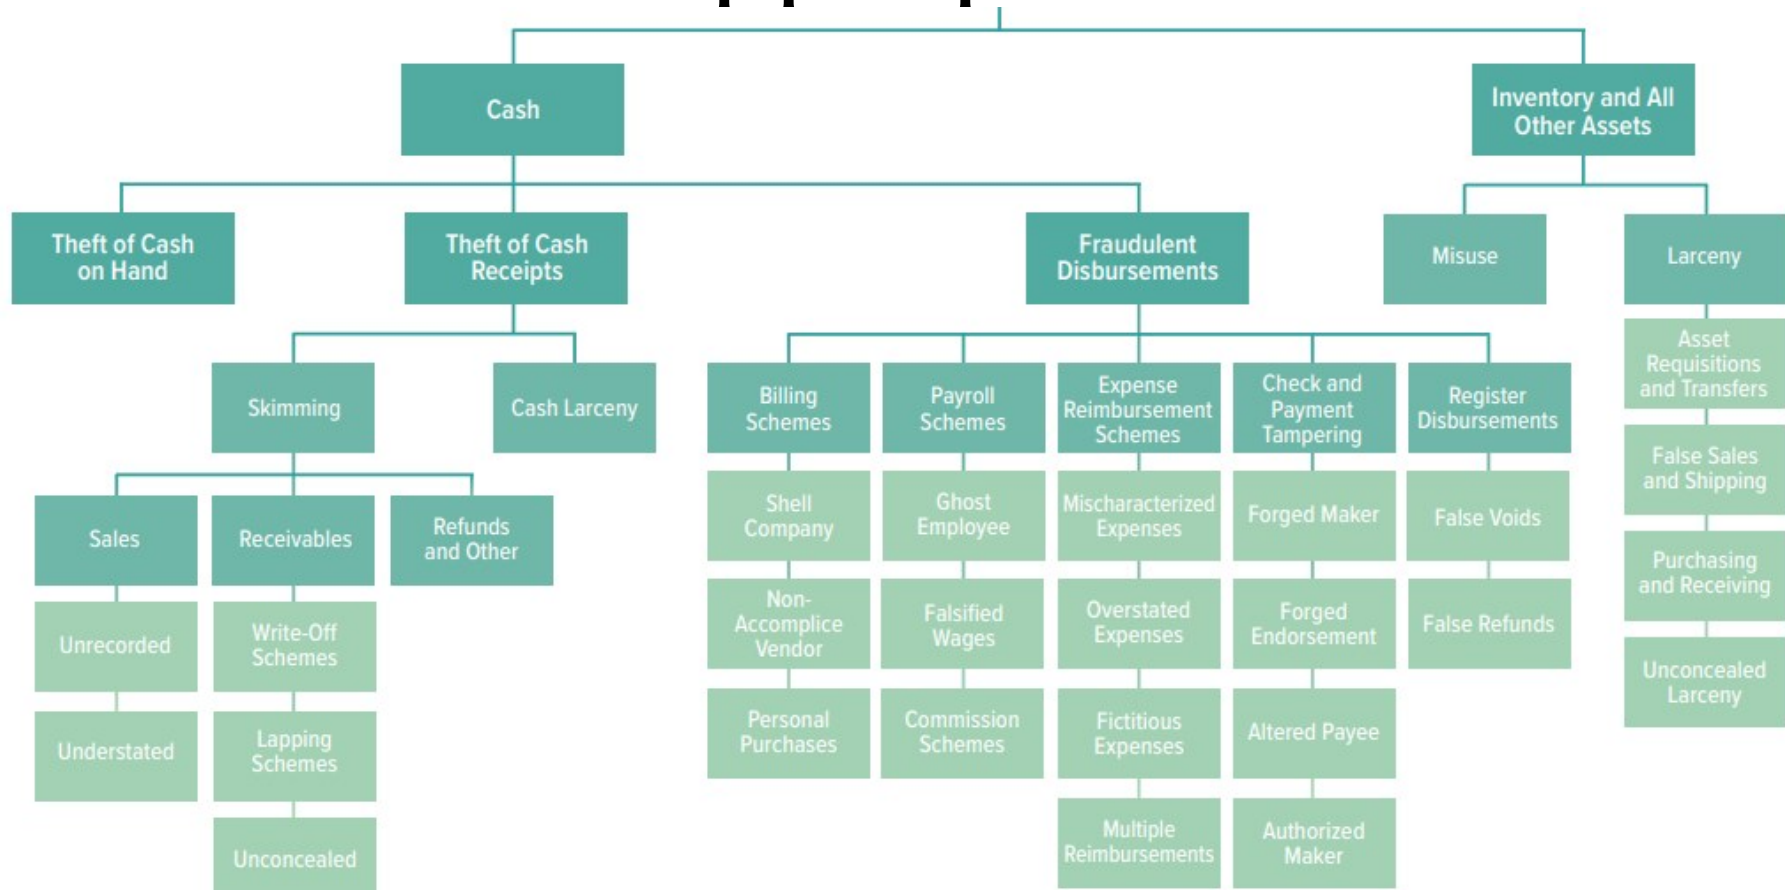 Cash
Inventory and All
Other Assets
Theft of Cash
on Hand
Theft of Cash
Receipts
Fraudulent
Disbursements
Misuse
Larceny
Skimming
Cash Larceny
Billing
Schemes
Payroll
Schemes
Expense
Reimbursement
Schemes
Check and
Payment
Tampering
Register
Disbursements
Asset
Requisitions
and Transfers
False Sales
and Shipping
Purchasing
and Receiving
Unconcealed
Larceny
Sales
Receivables
Refunds
and Other
Unrecorded
Understated
Write-Off
Schemes
Lapping
Schemes
Unconcealed
Shell
Company
Non-
Accomplice
Vendor
Personal
Purchases
Ghost
Employee
Falsified
Wages
Commission
Schemes
Mischaracterized
Expenses
Overstated
Expenses
Fictitious
Expenses
Multiple
Reimbursements
Forged Maker
Forged
Endorsement
Altered Payee
Authorized
Maker
False Voids
False Refunds